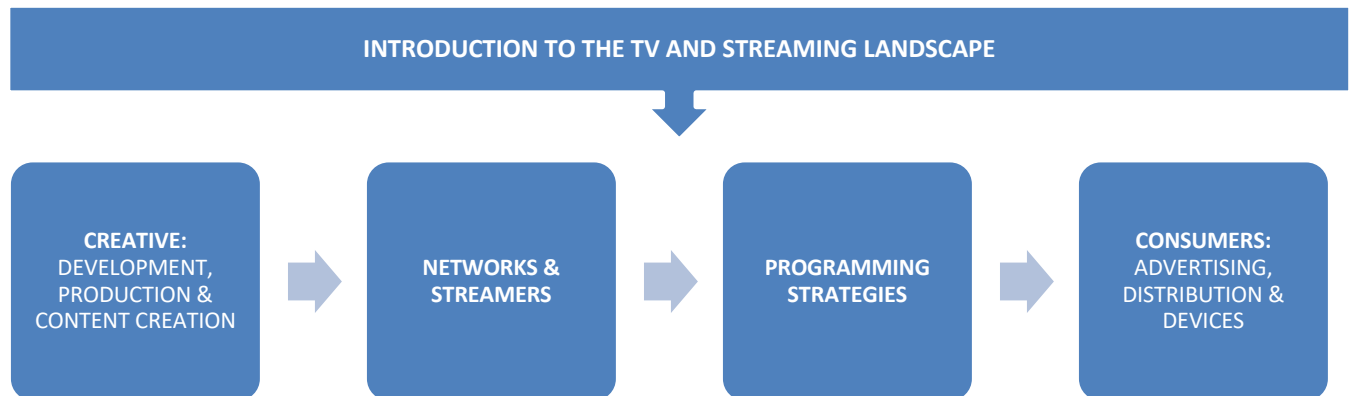 INTRODUCTION TO THE TV AND STREAMING LANDSCAPE
CREATIVE:
DEVELOPMENT,
PRODUCTION &
CONTENT CREATION
NETWORKS &
STREAMERS
PROGRAMMING
STRATEGIES
CONSUMERS:
ADVERTISING,
DISTRIBUTION &
DEVICES